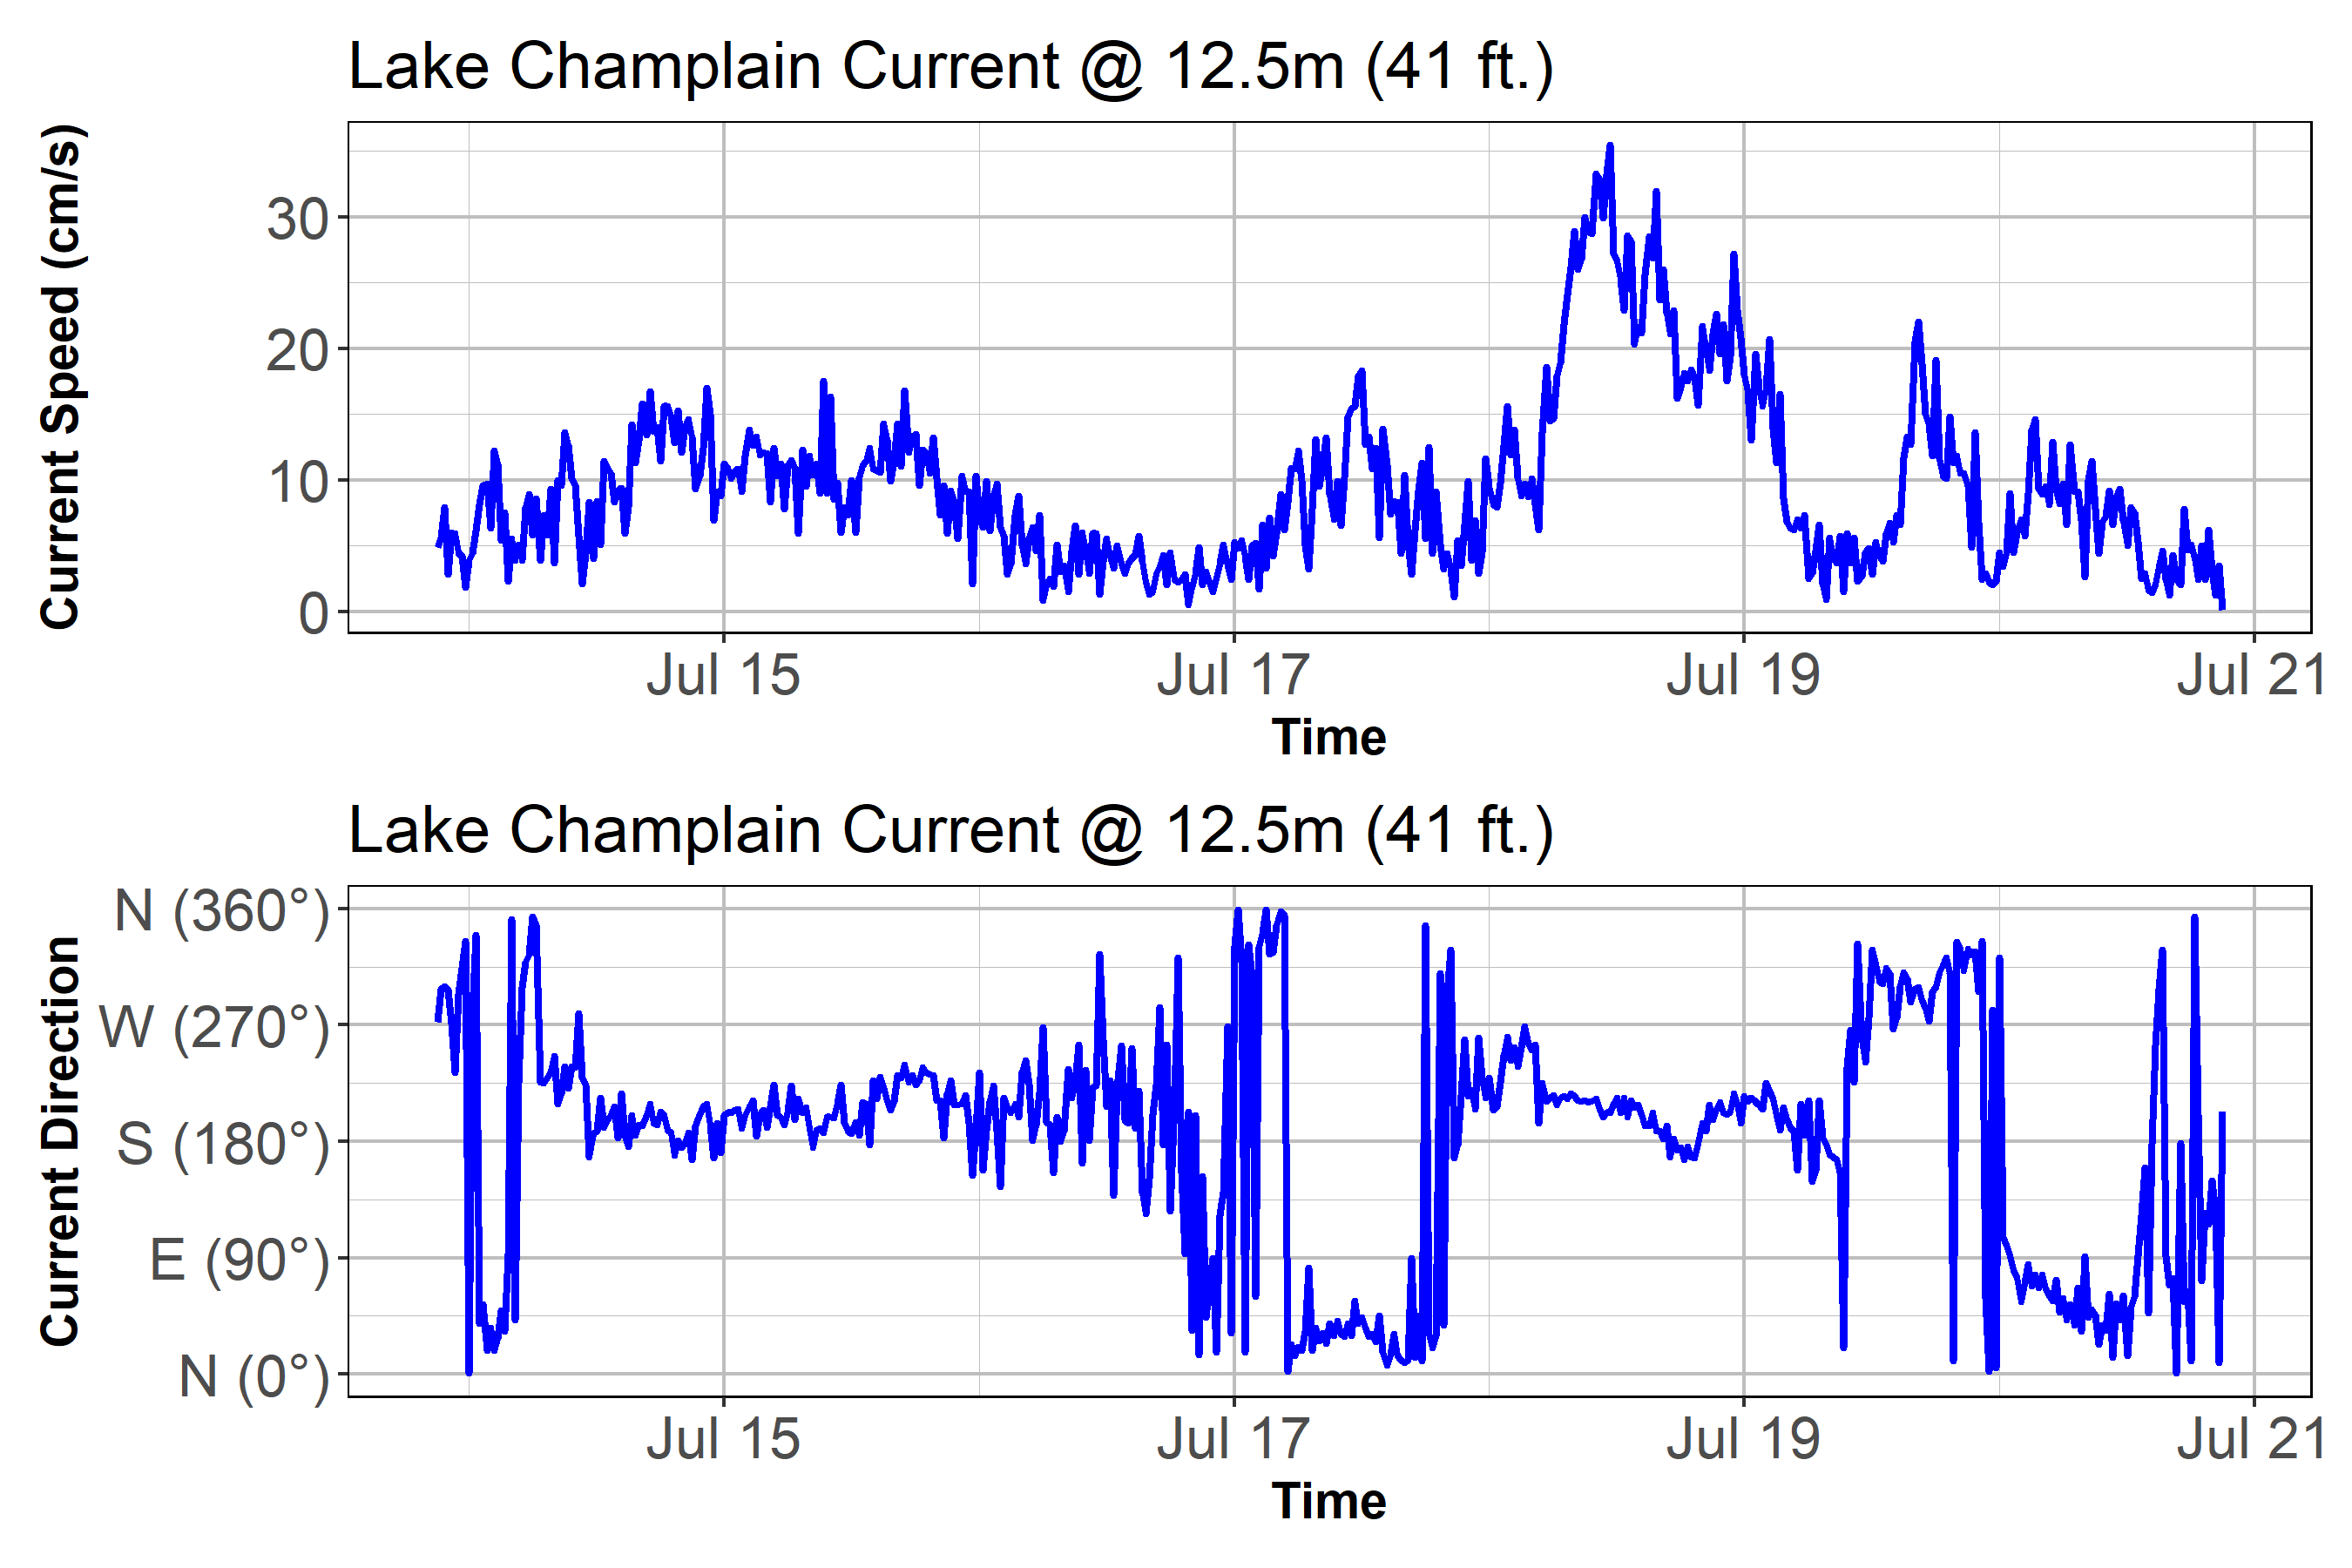 Lake Champlain Current @ 12.5m (41 ft.)
Current Speed (cm/s)
30
20
10
0
Jul 15 Jul 17 Jul 19 Jul 21
Time
Lake Champlain Current @ 12.5m (41 ft.)
Current Direction
N (360°)
W (270°)
S (180°)
E (90°)
N (0°)
Jul 15 Jul 17 Jul 19 Jul 21
Time